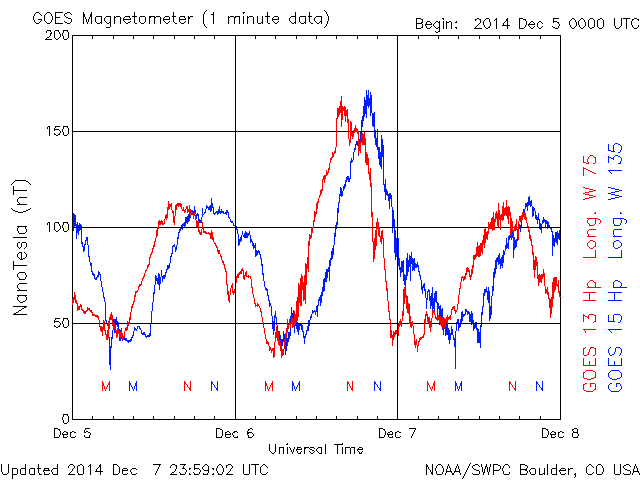 GOES Magnetometer (1 minute data)
Begin: 2014 Dec 5 0000 UTC
200
150
100
50
0
NanoTesla (nT)
M M N N M M N N M M N N
Dec 5 Dec 6 Dec 7 Dec 8
Universal Time
GOES 13 Hp Long. W 75
GOES 15 Hp Long. W 135
Updated 2014 Dec 7 23:59:02 UTC
NOAA/SWPC Boulder, CO USA